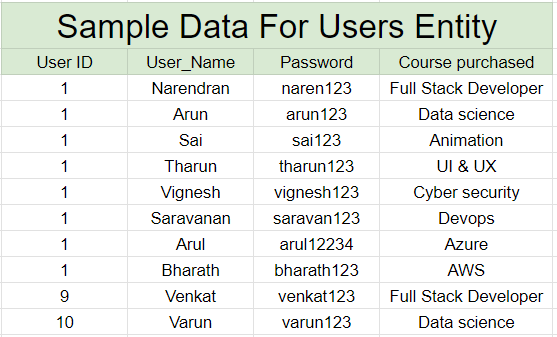 Sample Data For Users Entity
User ID User_Name Password Course purchased
1 Narendran naren123 Full Stack Developer
1 Arun arun123 Data science
1 Sai sai123 Animation
1 Tharun tharun123 UI & UX
1 Vignesh vignesh123 Cyber security
1 Saravanan saravan123 Devops
1 Arul arul12234 Azure
1 Bharath bharath123 AWS
9 Venkat venkat123 Full Stack Developer
10 Varun varun123 Data science